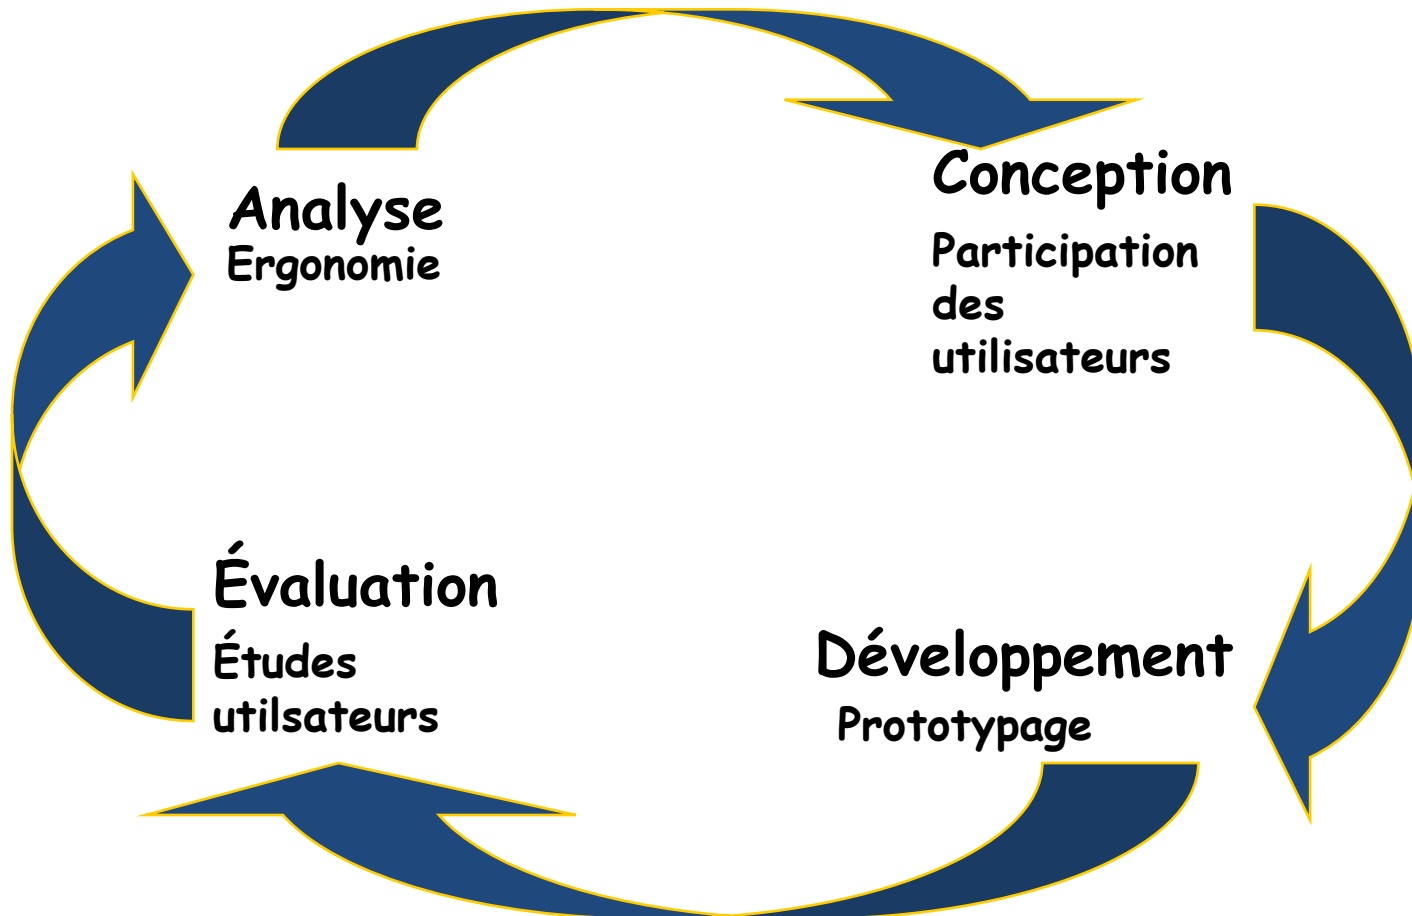 Analyse
Ergonomie
Conception
Participation
des
utilisateurs
Développement
Prototypage
Évaluation
Études
utilsateurs